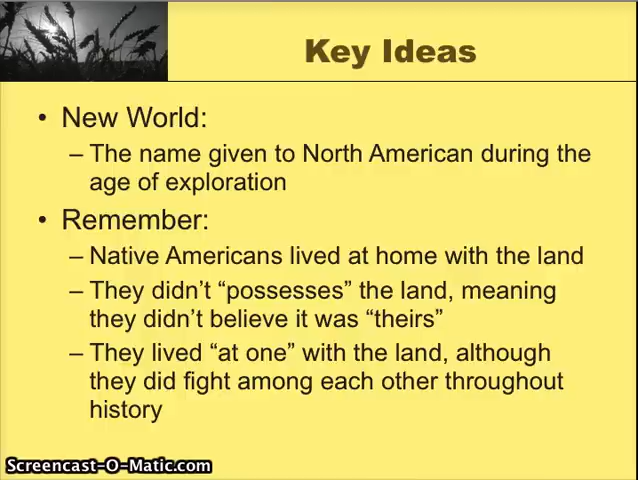 Key Ideas
• New World:
– The name given to North American during the
age of exploration
• Remember:
– Native Americans lived at home with the land
– They didn’t “possesses” the land, meaning
they didn’t believe it was “theirs”
– They lived “at one” with the land, although
they did fight among each other throughout
history
Screencast-O-Matic.com